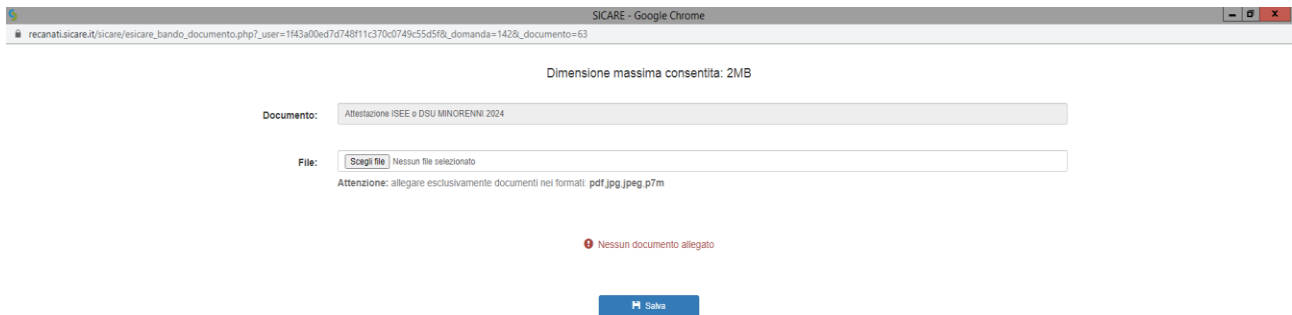 SICARE - Google Chrome
recanati.sicare.it/sicare/esicare_bando_documento.php?_user=1f43a00ed7d748f11c370c0749c55d5f&_domanda=142&_documento=63
Dimensione massima consentita: 2MB
Documento: Attestazione ISEE o DSU MINORENNI 2024
File: Scegli file Nessun file selezionato
Attenzione: allegare esclusivamente documenti nei formati: pdf,jpg,jpeg,p7m
Nessun documento allegato
Salva